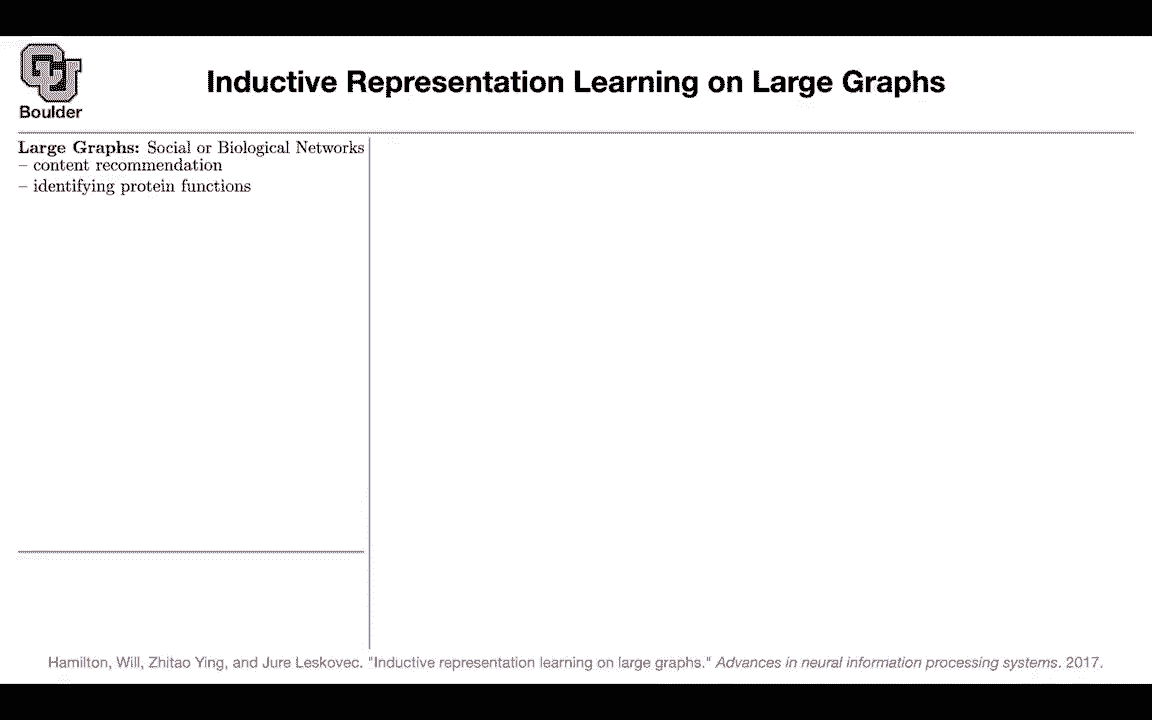 CU
Boulder
Inductive Representation Learning on Large Graphs
Large Graphs: Social or Biological Networks
– content recommendation
– identifying protein functions
Hamilton, Will, Zhitao Ying, and Jure Leskovec. "Inductive representation learning on large graphs." Advances in neural information processing systems. 2017.